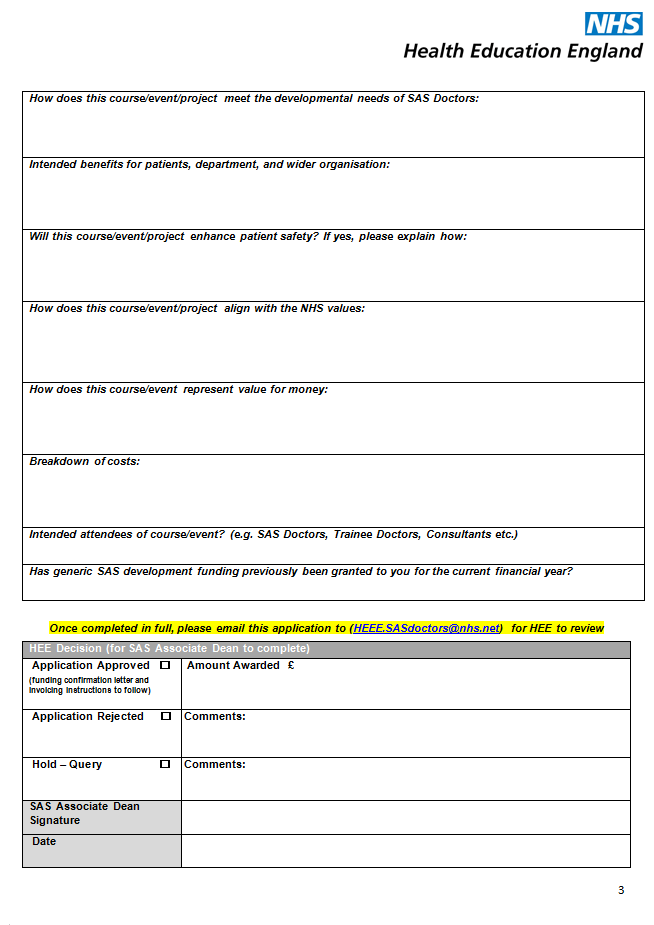 NHS
Health Education England
How does this course/event/project meet the developmental needs of SAS Doctors:
Intended benefits for patients, department, and wider organisation:
Will this course/event/project enhance patient safety? If yes, please explain how:
How does this course/event/project align with the NHS values:
How does this course/event represent value for money:
Breakdown of costs:
Intended attendees of course/event? (e.g. SAS Doctors, Trainee Doctors, Consultants etc.)
Has generic SAS development funding previously been granted to you for the current financial year?
Once completed in full, please email this application to (HEEE.SASdoctors@nhs.net) for HEE to review
HEE Decision (for SAS Associate Dean to complete)
Application Approved ☐ Amount Awarded £
(funding confirmation letter and
invoicing instructions to follow)
Application Rejected ☐ Comments:
Hold – Query ☐ Comments:
SAS Associate Dean
Signature
Date
3